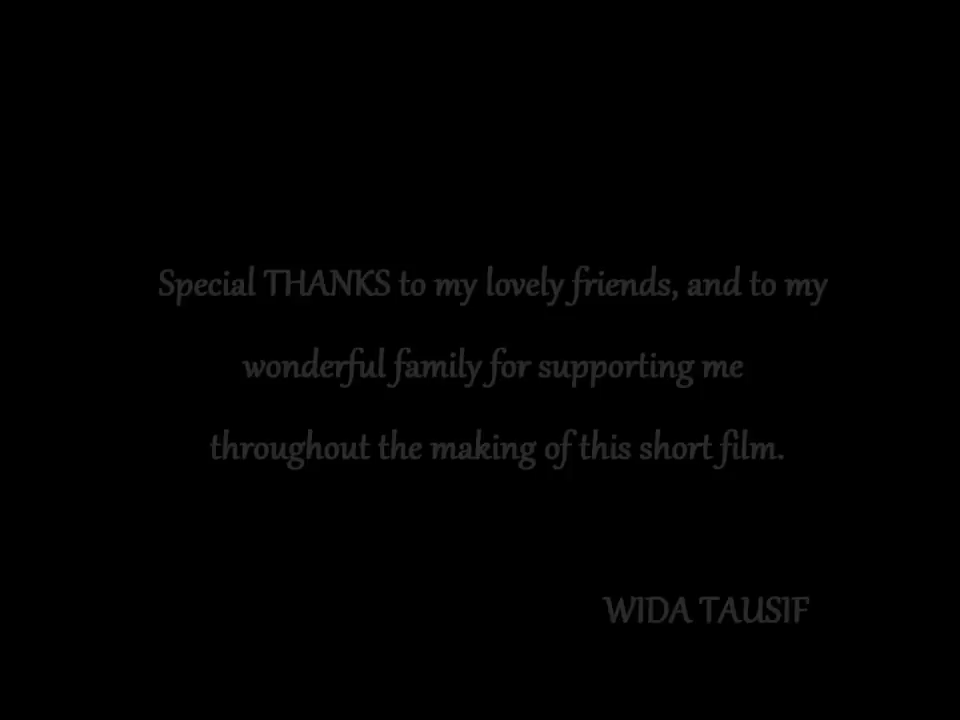 Special THANKS to my lovely friends, and to my
wonderful family for supporting me
throughout the making of this short film.
WIDA TAUSIF